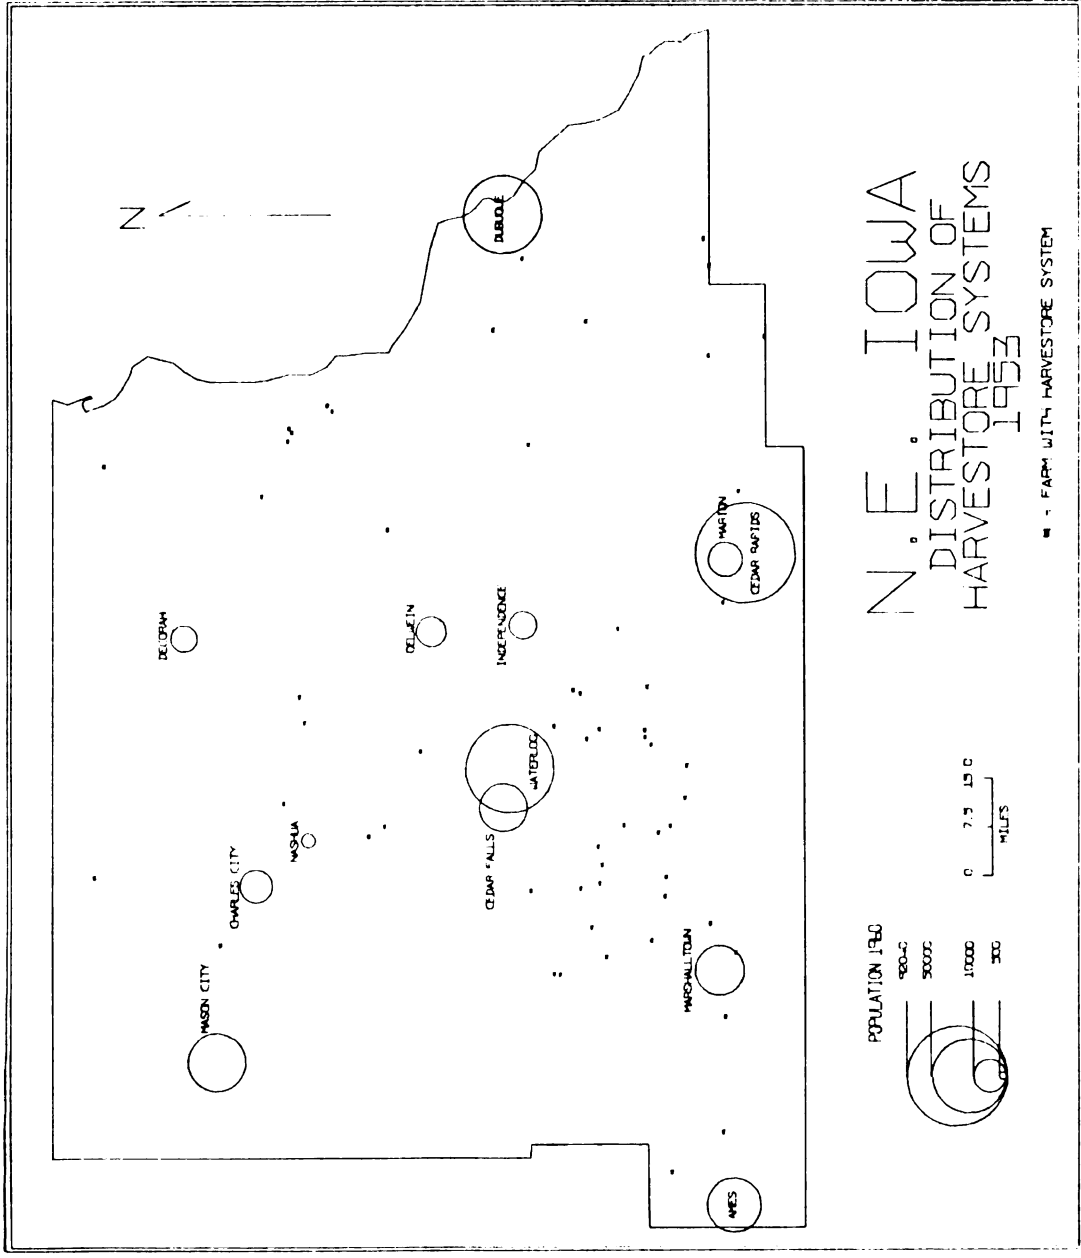 N
DUBUQUE
DECORAH
OELWEIN
INDEPENDENCE
MARION
CEDAR RAPIDS
WATERLOO
CEDAR FALLS
NASHUA
CHARLES CITY
MASON CITY
MARSHALLTOWN
AMES
N.E. IOWA
DISTRIBUTION OF
HARVESTORE SYSTEMS
1953
- FARM WITH HARVESTORE SYSTEM
0 7.5 15 0
MILES
POPULATION 1960
50000
10000
500